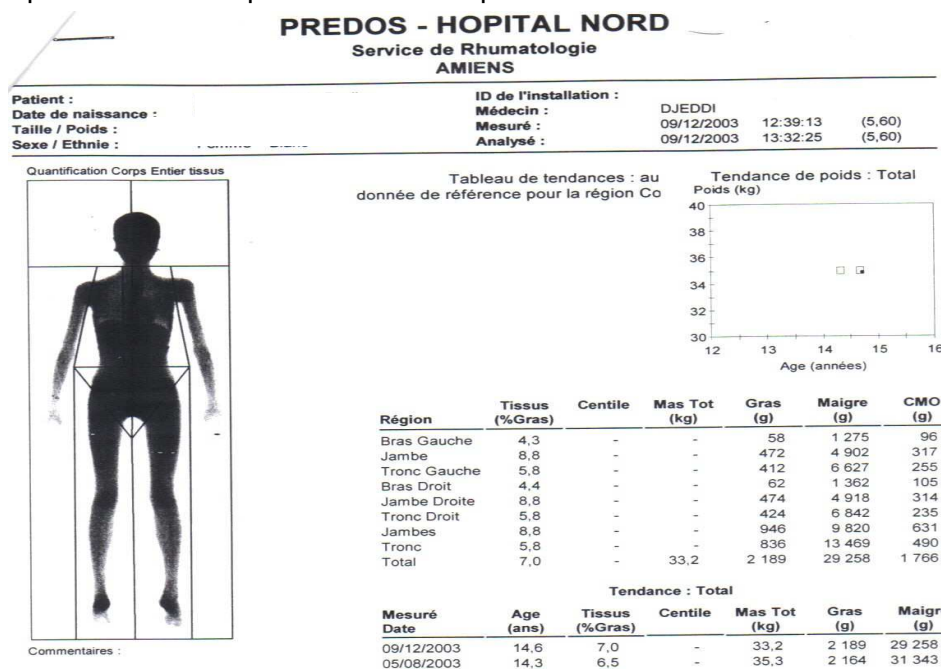 PREDOS - HOPITAL NORD
Service de Rhumatologie
AMIENS
Patient :
Date de naissance :
Taille / Poids :
Sexe / Ethnie :
ID de l'installation :
Médecin : DJEDDI
Mesuré : 09/12/2003 12:39:13 (5,60)
Analysé : 09/12/2003 13:32:25 (5,60)
Quantification Corps Entier tissus
Commentaires :
Tableau de tendances : au
donnée de référence pour la région Co
Tendance de poids : Total
Poids (kg)
40
38
36
34
32
30
12 13 14 15 16
Age (années)
Région Tissus (%Gras) Centile Mas Tot (kg) Gras (g) Maigre (g) CMO (g)
Bras Gauche 4,3 - - 58 1 275 96
Jambe 8,8 - - 472 4 902 317
Tronc Gauche 5,8 - - 412 6 627 255
Bras Droit 4,4 - - 62 1 362 105
Jambe Droite 8,8 - - 474 4 918 314
Tronc Droit 5,8 - - 424 6 842 235
Jambes 8,8 - - 946 9 820 631
Tronc 5,8 - - 836 13 469 490
Total 7,0 - 33,2 2 189 29 258 1 766
Tendance : Total
Mesuré Date Age (ans) Tissus (%Gras) Centile Mas Tot (kg) Gras (g) Maigre (g)
09/12/2003 14,6 7,0 - 33,2 2 189 29 258
05/08/2003 14,3 6,5 - 35,3 2 164 31 343